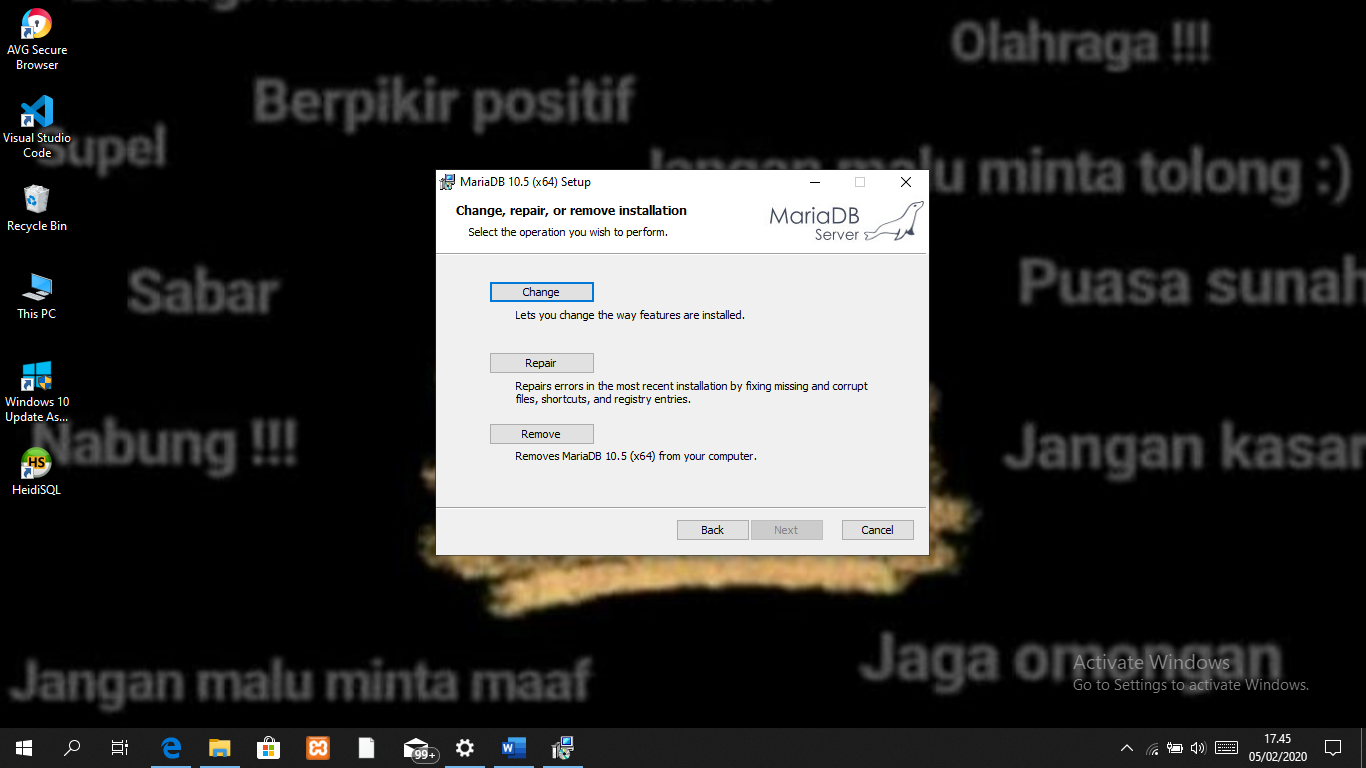 Olahraga !!!
Berpikir positif
Supel
Jangan malu minta tolong :)
Sabar
Puasa sunah
Nabung !!!
Jangan kasar
Jangan malu minta maaf
Jaga omongan
AVG Secure
Browser
Visual Studio
Code
Recycle Bin
This PC
Windows 10
Update As...
HS
HeidiSQL
MariaDB 10.5 (x64) Setup
Change, repair, or remove installation
Select the operation you wish to perform.
MariaDB
Server
Change
Lets you change the way features are installed.
Repair
Repairs errors in the most recent installation by fixing missing and corrupt
files, shortcuts, and registry entries.
Remove
Removes MariaDB 10.5 (x64) from your computer.
Back
Next
Cancel
Activate Windows
Go to Settings to activate Windows.
99+
17.45
05/02/2020